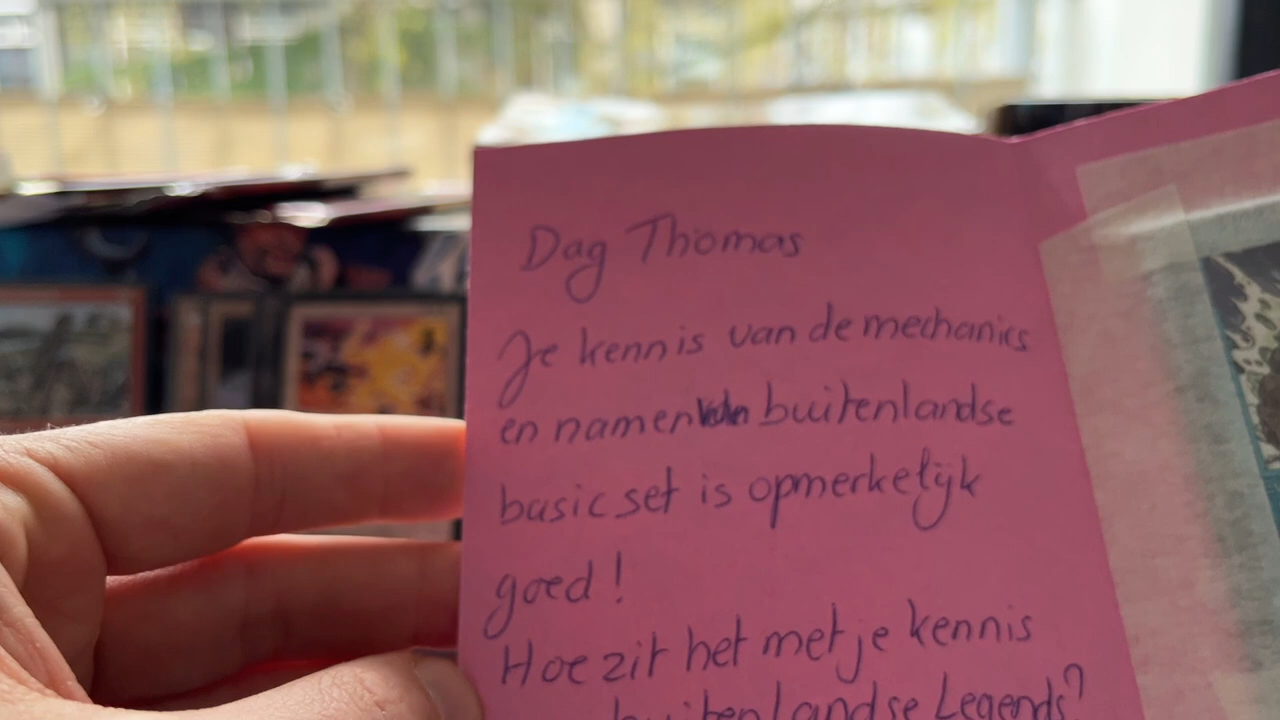 Dag Thomas
Je kennis van de mechanics
en namen van buitenlandse
basic set is opmerkelijk
goed!
Hoe zit het met je kennis
buitenlandse Legends?